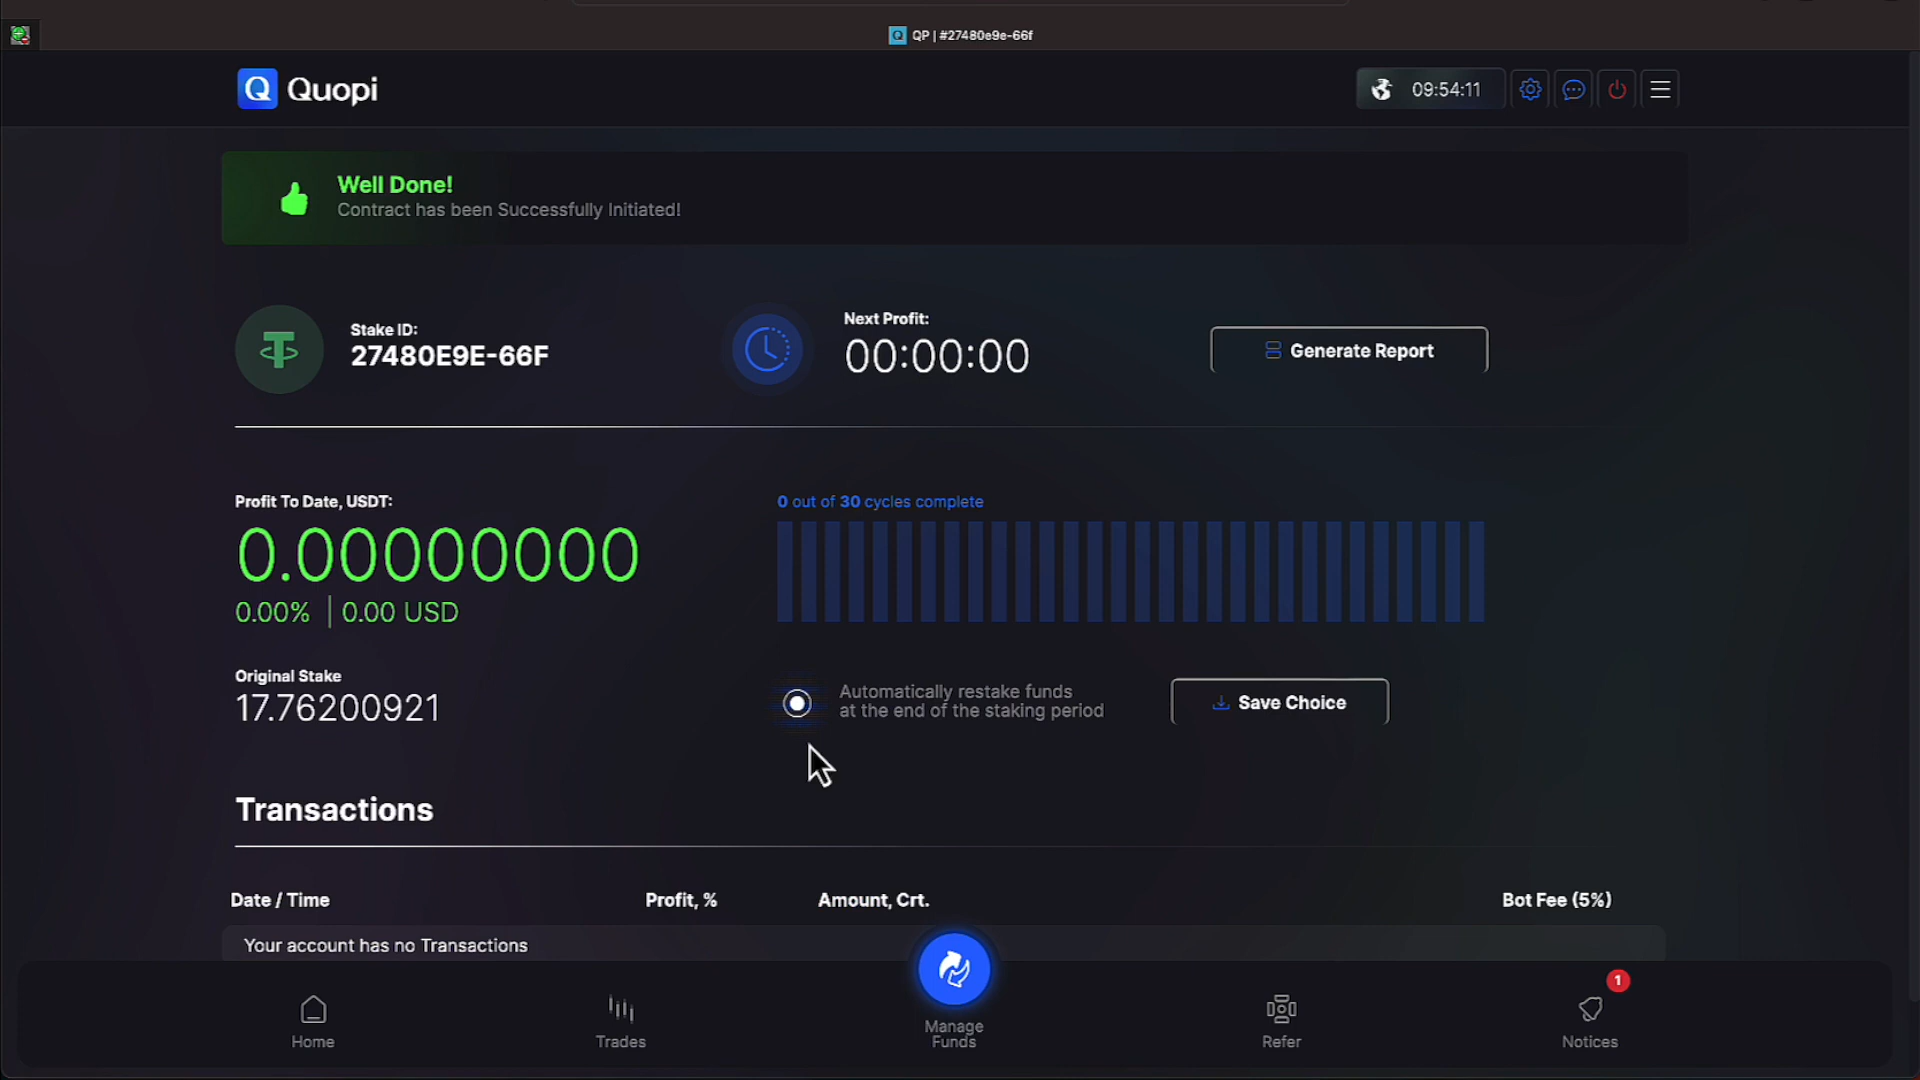 QP | #27480e9e-66f
Quopi
09:54:11
Well Done!
Contract has been Successfully Initiated!
Stake ID:
27480E9E-66F
Next Profit:
00:00:00
Generate Report
Profit To Date, USDT:
0.00000000
0.00% | 0.00 USD
0 out of 30 cycles complete
Original Stake
17.76200921
Automatically restake funds
at the end of the staking period
Save Choice
Transactions
Date / Time Profit, % Amount, Crt. Bot Fee (5%)
Your account has no Transactions
Home
Trades
Manage
Funds
Refer
1
Notices